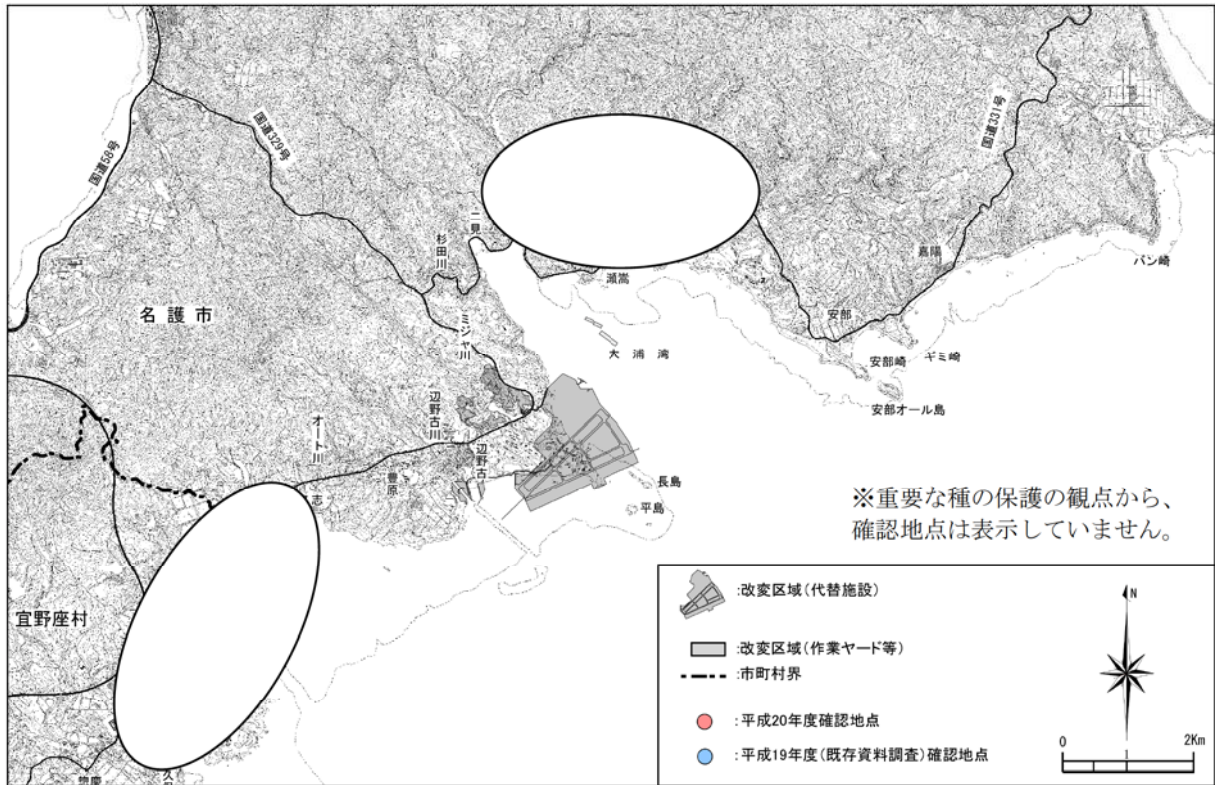 国道58号
国道329号
国道331号
二見
杉田川
瀬嵩
嘉陽
バン崎
名護市
ミジャ川
大浦湾
安部
安部崎
ギミ崎
安部オール島
辺野古川
オート川
辺野古
豊原
志
長島
平島
※重要な種の保護の観点から、
確認地点は表示していません。
宜野座村
惣慶
久
:改変区域(代替施設)
:改変区域(作業ヤード等)
:市町村界
:平成20年度確認地点
:平成19年度(既存資料調査)確認地点
N
0 2Km